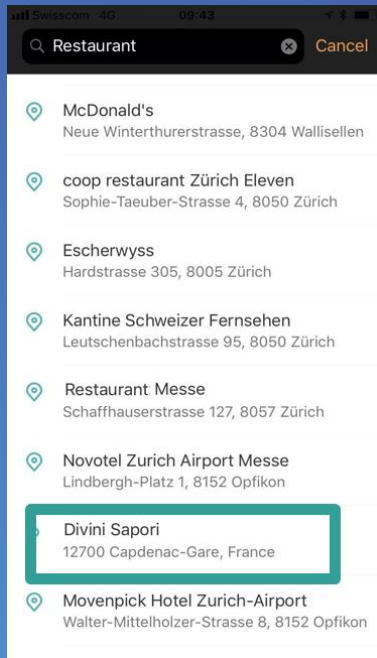 Swisscom 4G 09:43
Restaurant Cancel
McDonald's
Neue Winterthurerstrasse, 8304 Wallisellen
coop restaurant Zürich Eleven
Sophie-Taeuber-Strasse 4, 8050 Zürich
Escherwyss
Hardstrasse 305, 8005 Zürich
Kantine Schweizer Fernsehen
Leutschenbachstrasse 95, 8050 Zürich
Restaurant Messe
Schaffhauserstrasse 127, 8057 Zürich
Novotel Zurich Airport Messe
Lindbergh-Platz 1, 8152 Opfikon
Divini Sapori
12700 Capdenac-Gare, France
Movenpick Hotel Zurich-Airport
Walter-Mittelholzer-Strasse 8, 8152 Opfikon